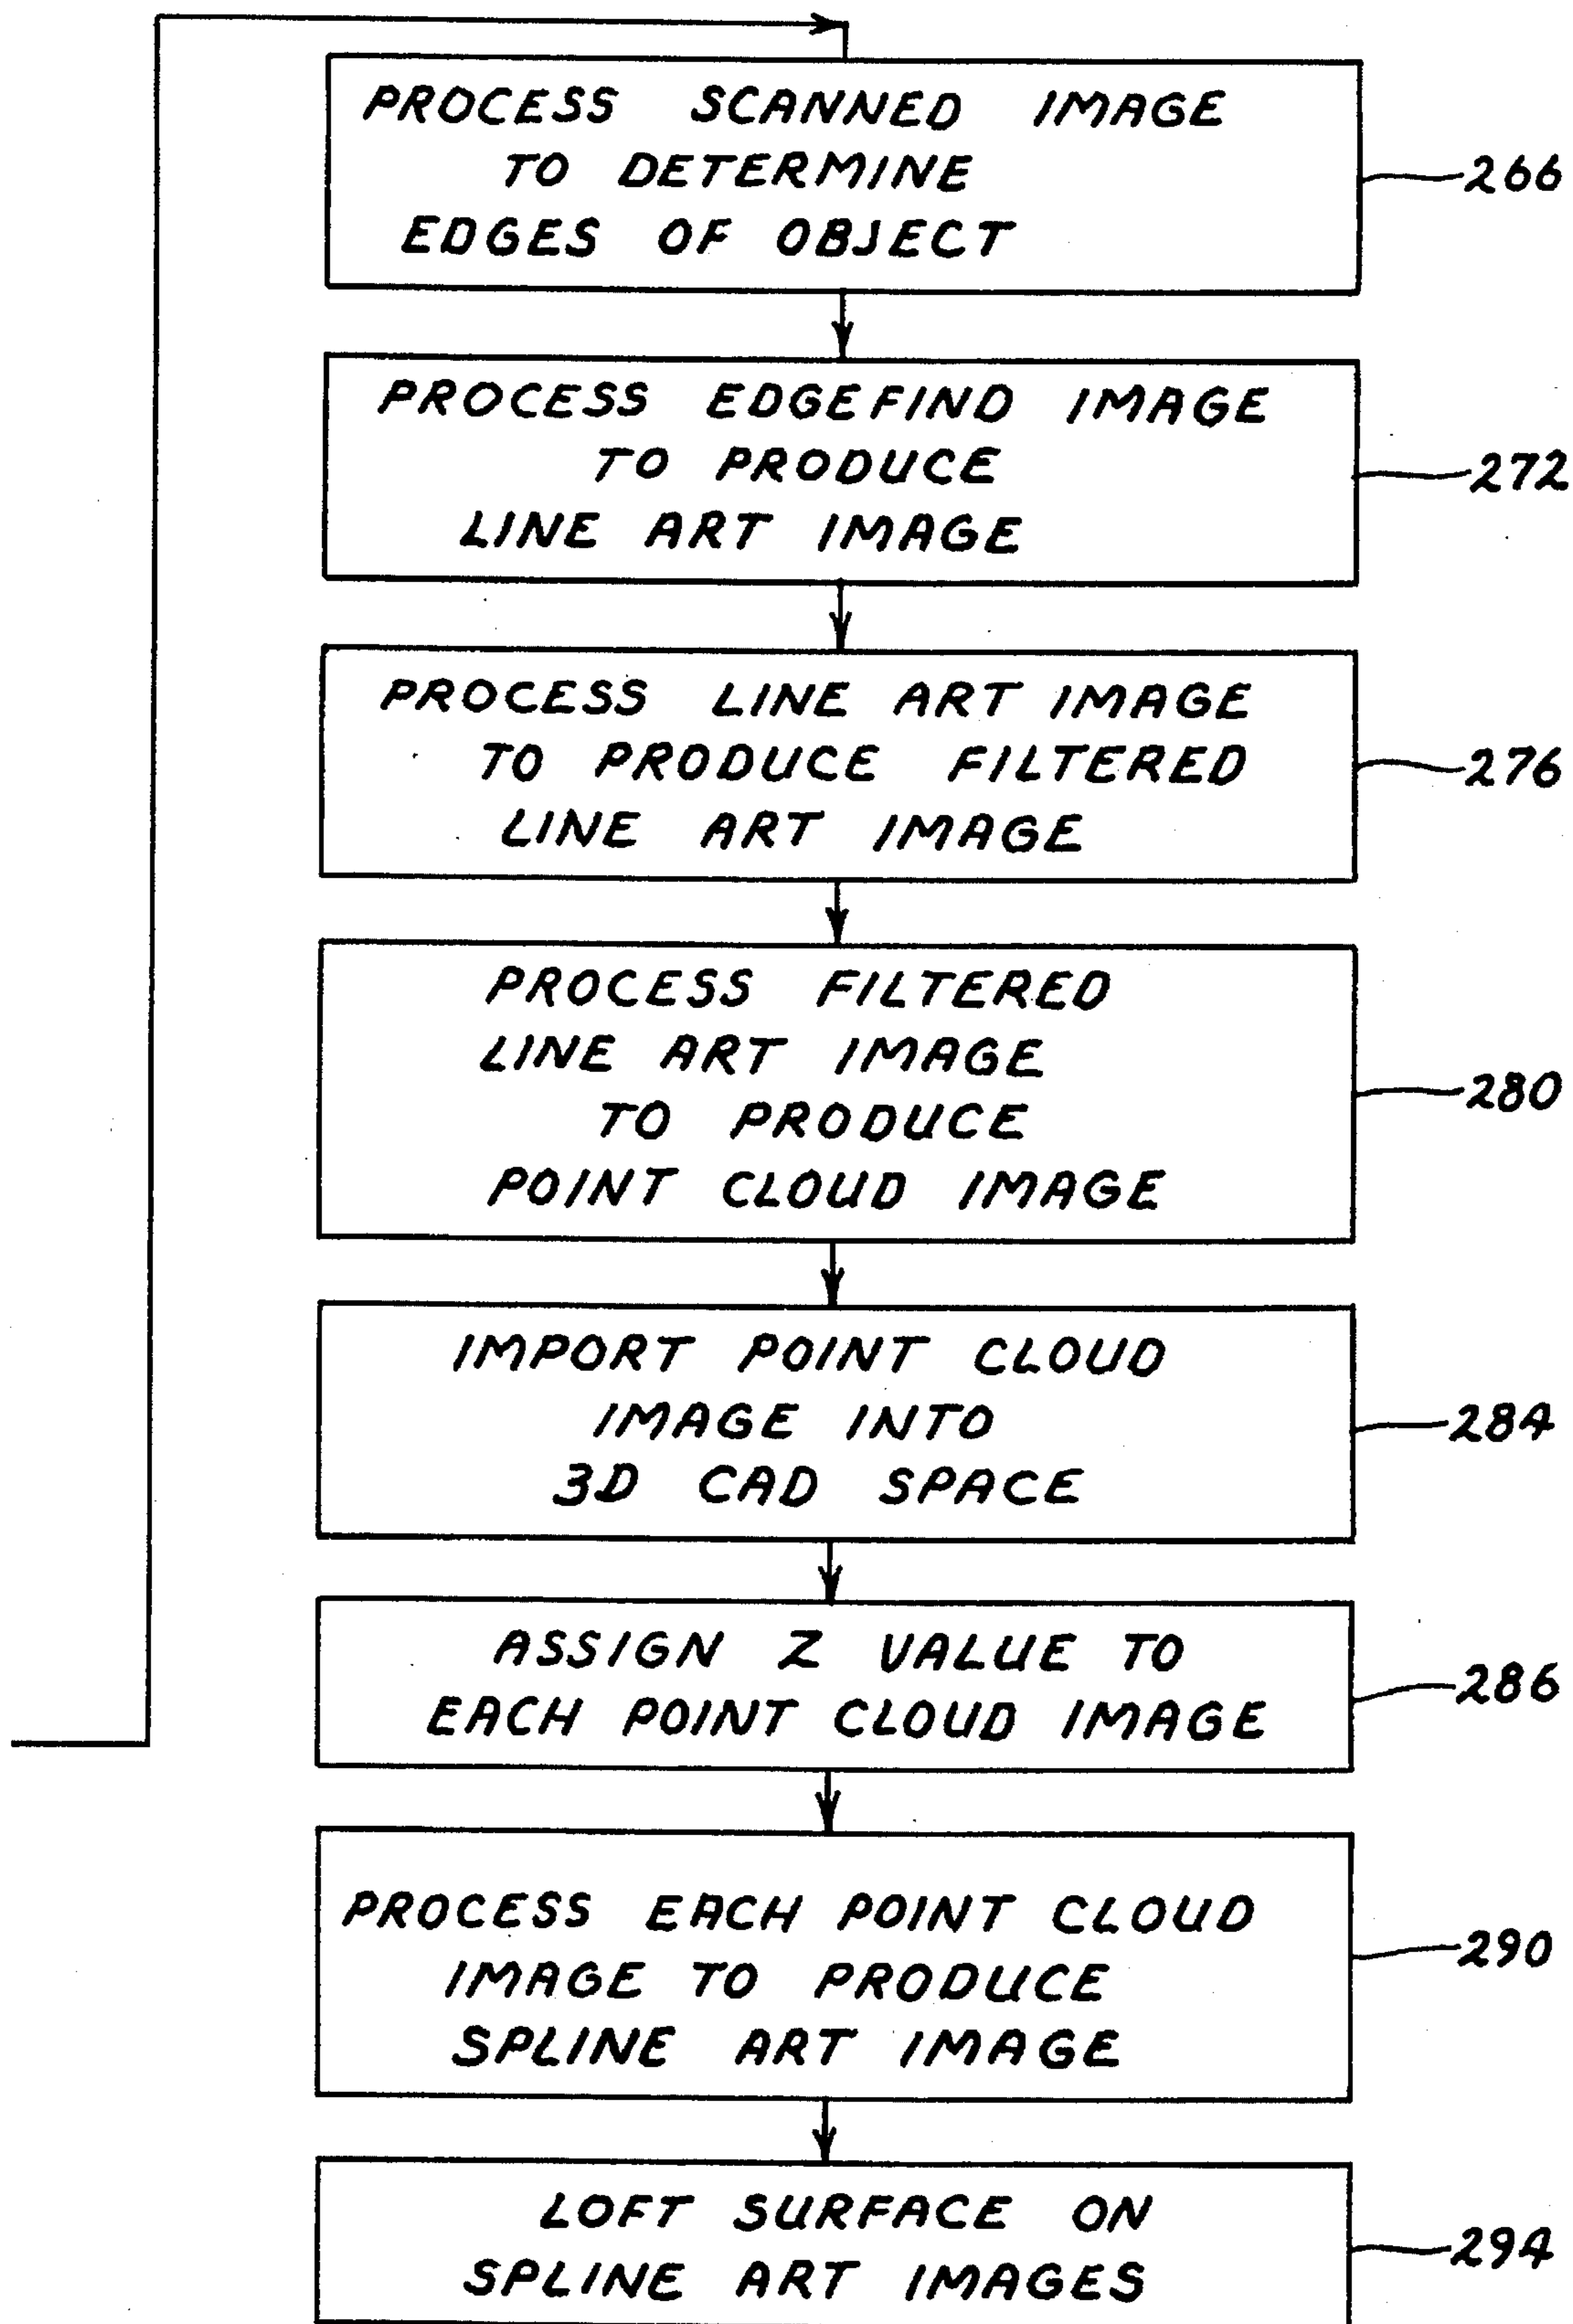 PROCESS SCANNED IMAGE
TO DETERMINE
EDGES OF OBJECT
266
PROCESS EDGEFIND IMAGE
TO PRODUCE
LINE ART IMAGE
272
PROCESS LINE ART IMAGE
TO PRODUCE FILTERED
LINE ART IMAGE
276
PROCESS FILTERED
LINE ART IMAGE
TO PRODUCE
POINT CLOUD IMAGE
280
IMPORT POINT CLOUD
IMAGE INTO
3D CAD SPACE
284
ASSIGN Z VALUE TO
EACH POINT CLOUD IMAGE
286
PROCESS EACH POINT CLOUD
IMAGE TO PRODUCE
SPLINE ART IMAGE
290
LOFT SURFACE ON
SPLINE ART IMAGES
294